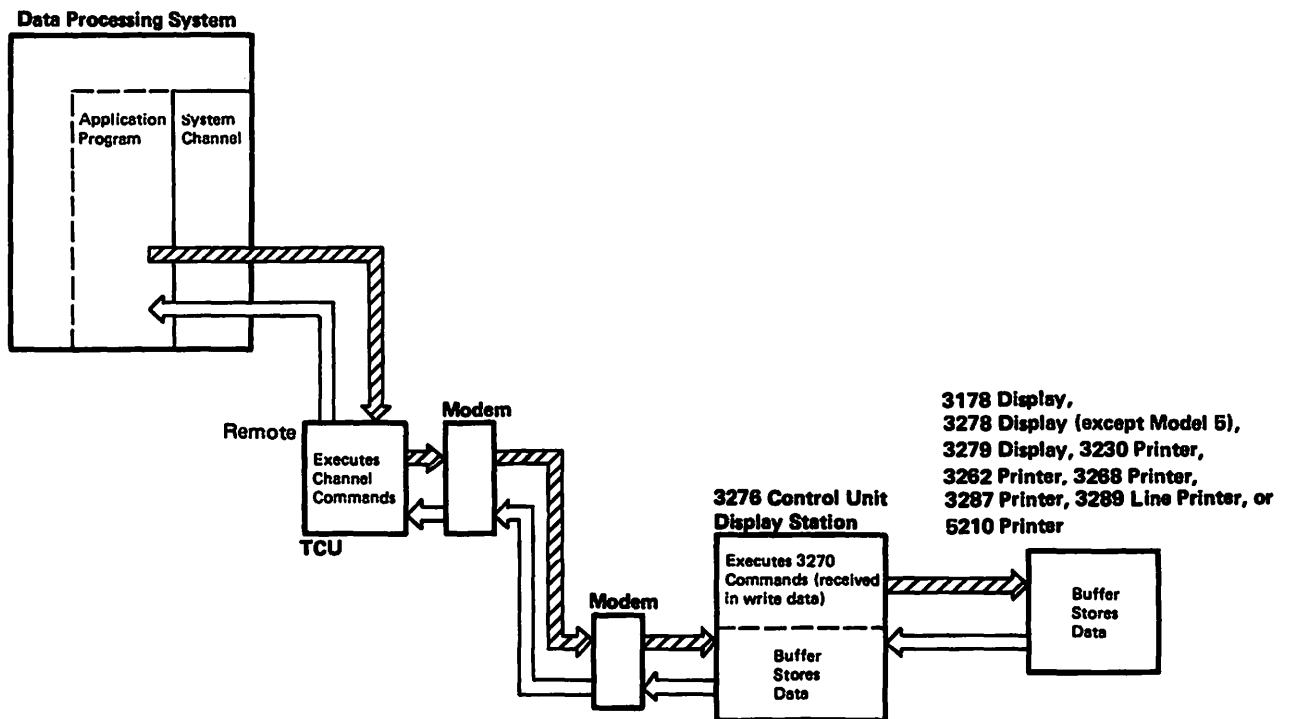 Data Processing System
Application
Program
System
Channel
Remote
Executes
Channel
Commands
TCU
Modem
Modem
3276 Control Unit
Display Station
Executes 3270
Commands (received
in write data)
Buffer
Stores
Data
3178 Display,
3278 Display (except Model 5),
3279 Display, 3230 Printer,
3262 Printer, 3268 Printer,
3287 Printer, 3289 Line Printer, or
5210 Printer
Buffer
Stores
Data